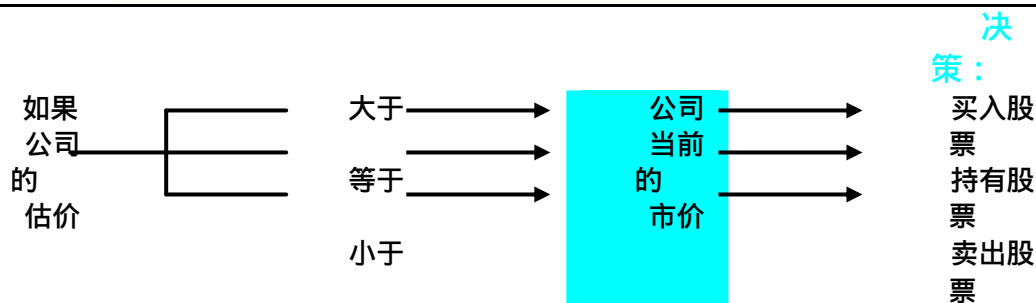 决
策：
如果
公司
的
估价
大于
等于
小于
公司
当前
的
市价
买入股
票
持有股
票
卖出股
票